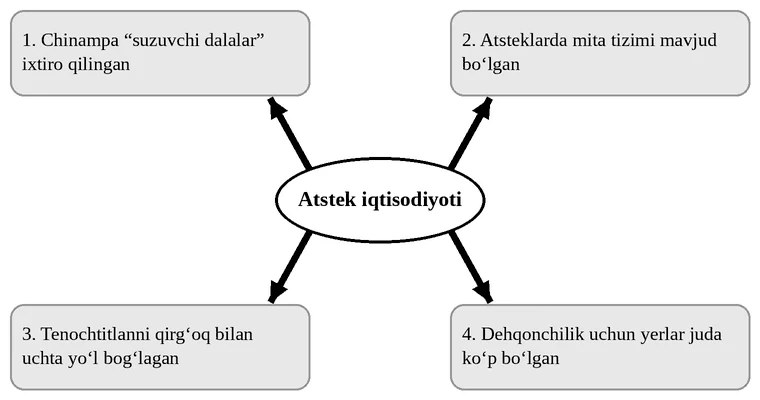 1. Chinampa “suzuvchi dalalar”
ixtiro qilingan
2. Atsteklarda mita tizimi mavjud
bo‘lgan
Atstek iqtisodiyoti
3. Tenochtitlanni qirg‘oq bilan
uchta yo‘l bog‘lagan
4. Dehqonchilik uchun yerlar juda
ko‘p bo‘lgan